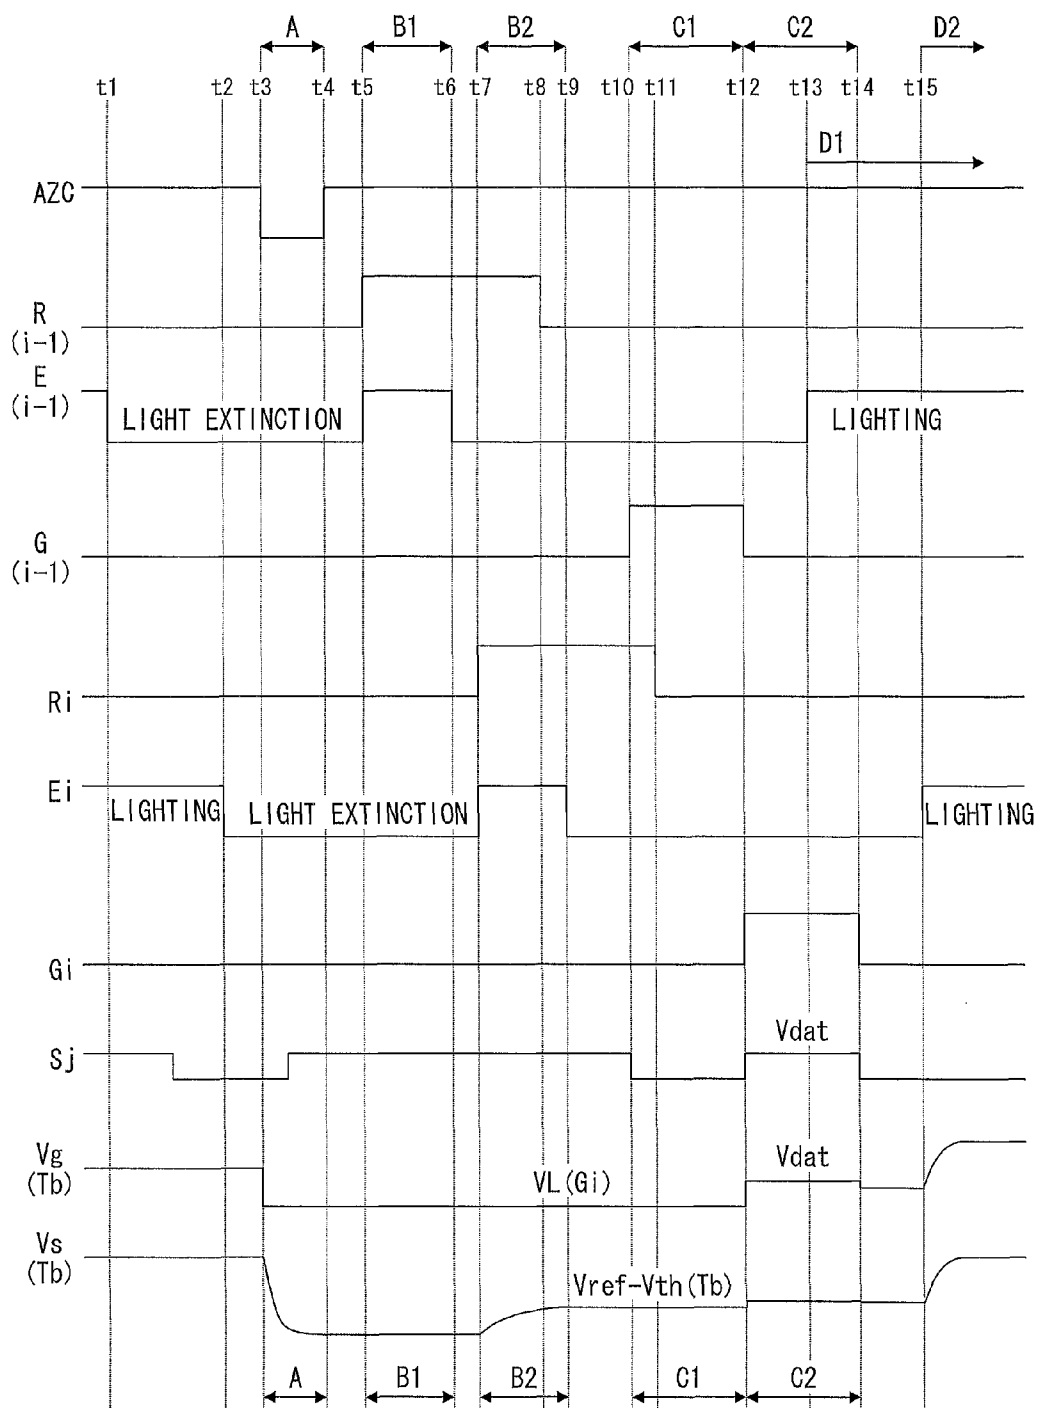 A B1 B2 C1 C2 D2
t1 t2 t3 t4 t5 t6 t7 t8 t9 t10 t11 t12 t13 t14 t15
D1
AZC
R
(i-1)
E
(i-1)
LIGHT EXTINCTION LIGHTING
G
(i-1)
Ri
Ei
LIGHTING LIGHT EXTINCTION LIGHTING
Gi
Vdat
Sj
Vg
(Tb)
Vdat
VL(Gi)
Vs
(Tb)
Vref-Vth(Tb)
A B1 B2 C1 C2